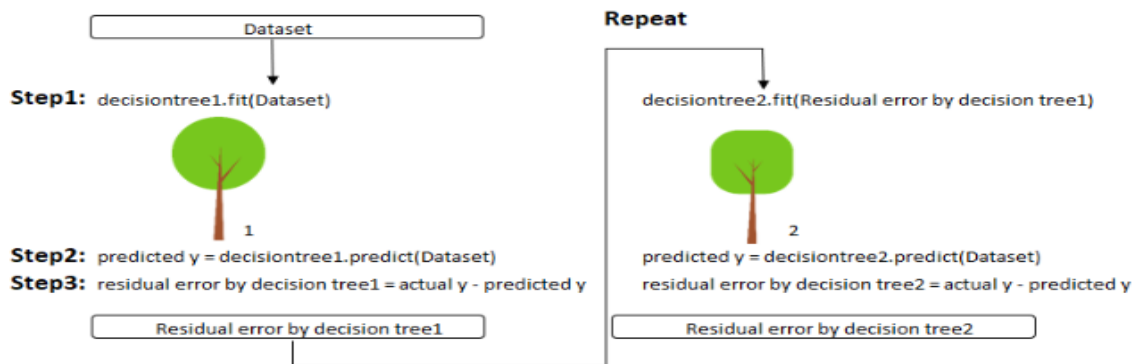 Dataset
Step1: decisiontree1.fit(Dataset)
1
Step2: predicted y = decisiontree1.predict(Dataset)
Step3: residual error by decision tree1 = actual y - predicted y
Residual error by decision tree1
Repeat
decisiontree2.fit(Residual error by decision tree1)
2
predicted y = decisiontree2.predict(Dataset)
residual error by decision tree2 = actual y - predicted y
Residual error by decision tree2